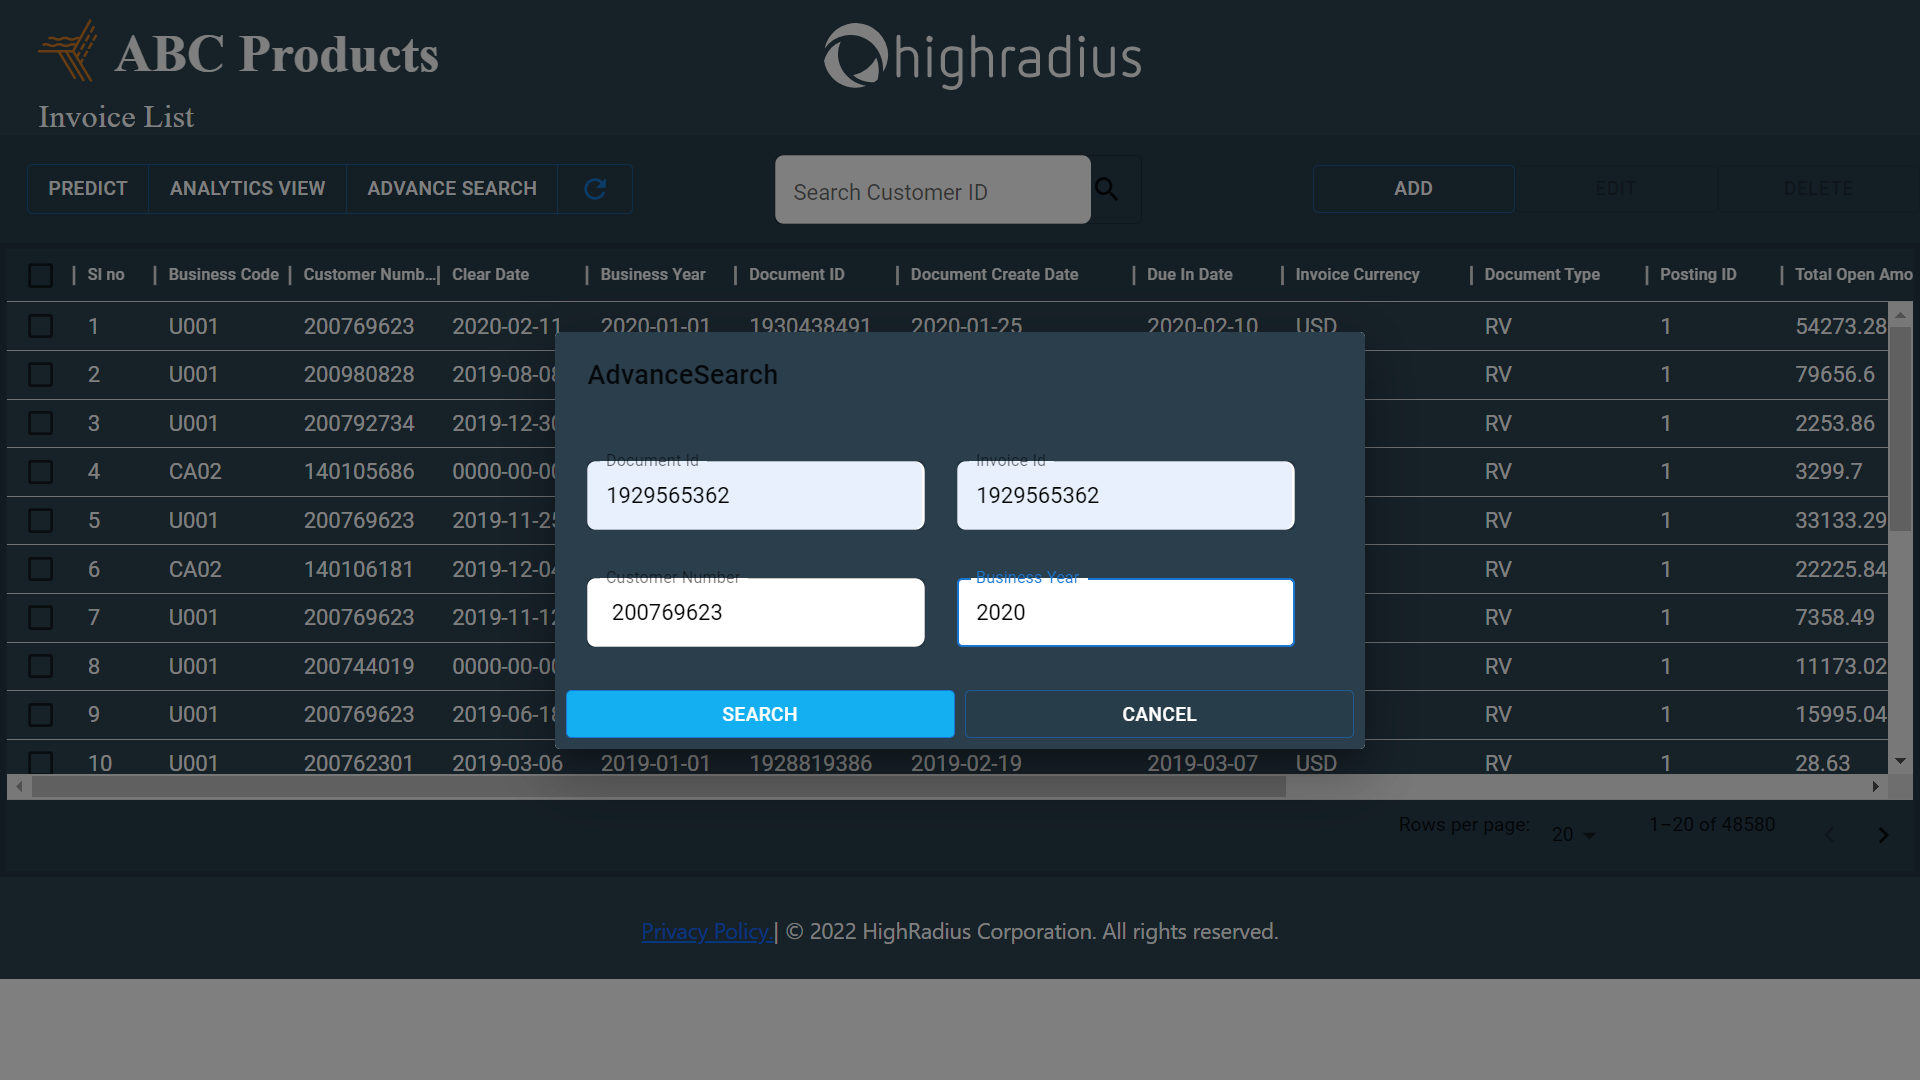 ABC Products
highradius
Invoice List
PREDICT ANALYTICS VIEW ADVANCE SEARCH Search Customer ID ADD EDIT DELETE
Sl no Business Code Customer Numb... Clear Date Business Year Document ID Document Create Date Due In Date Invoice Currency Document Type Posting ID Total Open Amo
1 U001 200769623 2020-02-11 2020-01-01 1930438491 2020-01-25 2020-02-10 USD RV 1 54273.28
2 U001 200980828 2019-08-08 RV 1 79656.6
3 U001 200792734 2019-12-30 RV 1 2253.86
4 CA02 140105686 0000-00-00 RV 1 3299.7
5 U001 200769623 2019-11-25 RV 1 33133.29
6 CA02 140106181 2019-12-04 RV 1 22225.84
7 U001 200769623 2019-11-12 RV 1 7358.49
8 U001 200744019 0000-00-00 RV 1 11173.02
9 U001 200769623 2019-06-18 RV 1 15995.04
10 U001 200762301 2019-03-06 2019-01-01 1928819386 2019-02-19 2019-03-07 USD RV 1 28.63
AdvanceSearch
Document Id Invoice Id
1929565362 1929565362
Customer Number Business Year
200769623 2020
SEARCH CANCEL
Rows per page: 20 1–20 of 48580
Privacy Policy | © 2022 HighRadius Corporation. All rights reserved.